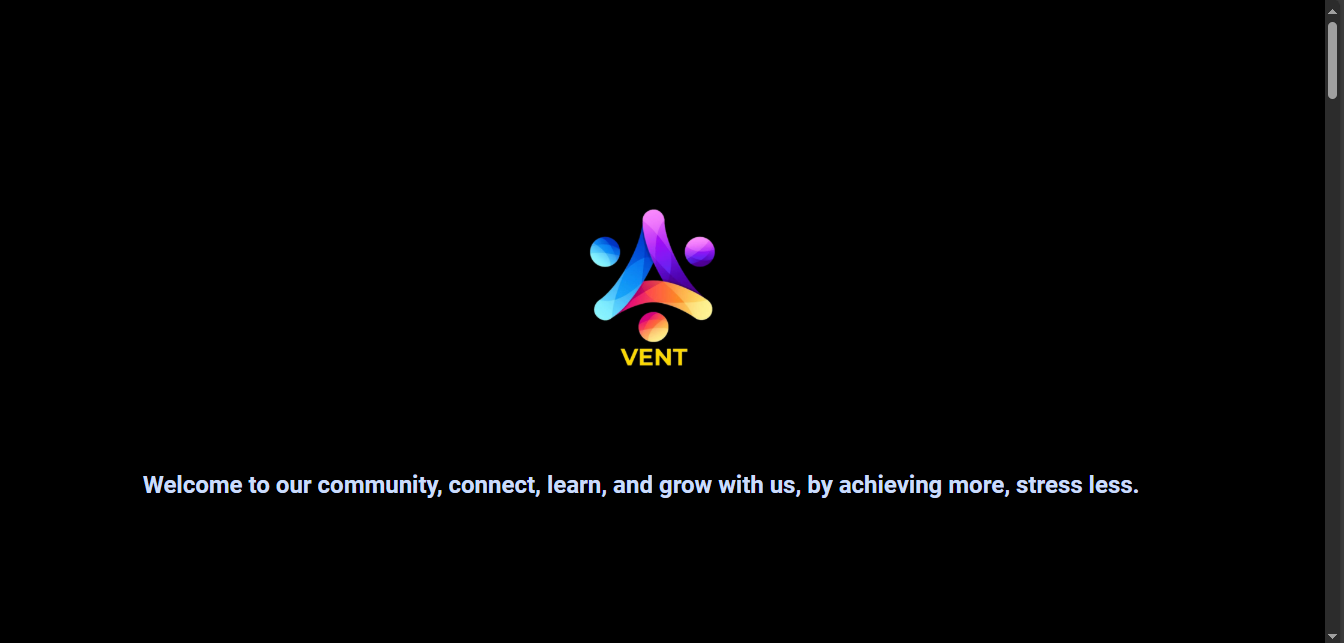 VENT
Welcome to our community, connect, learn, and grow with us, by achieving more, stress less.